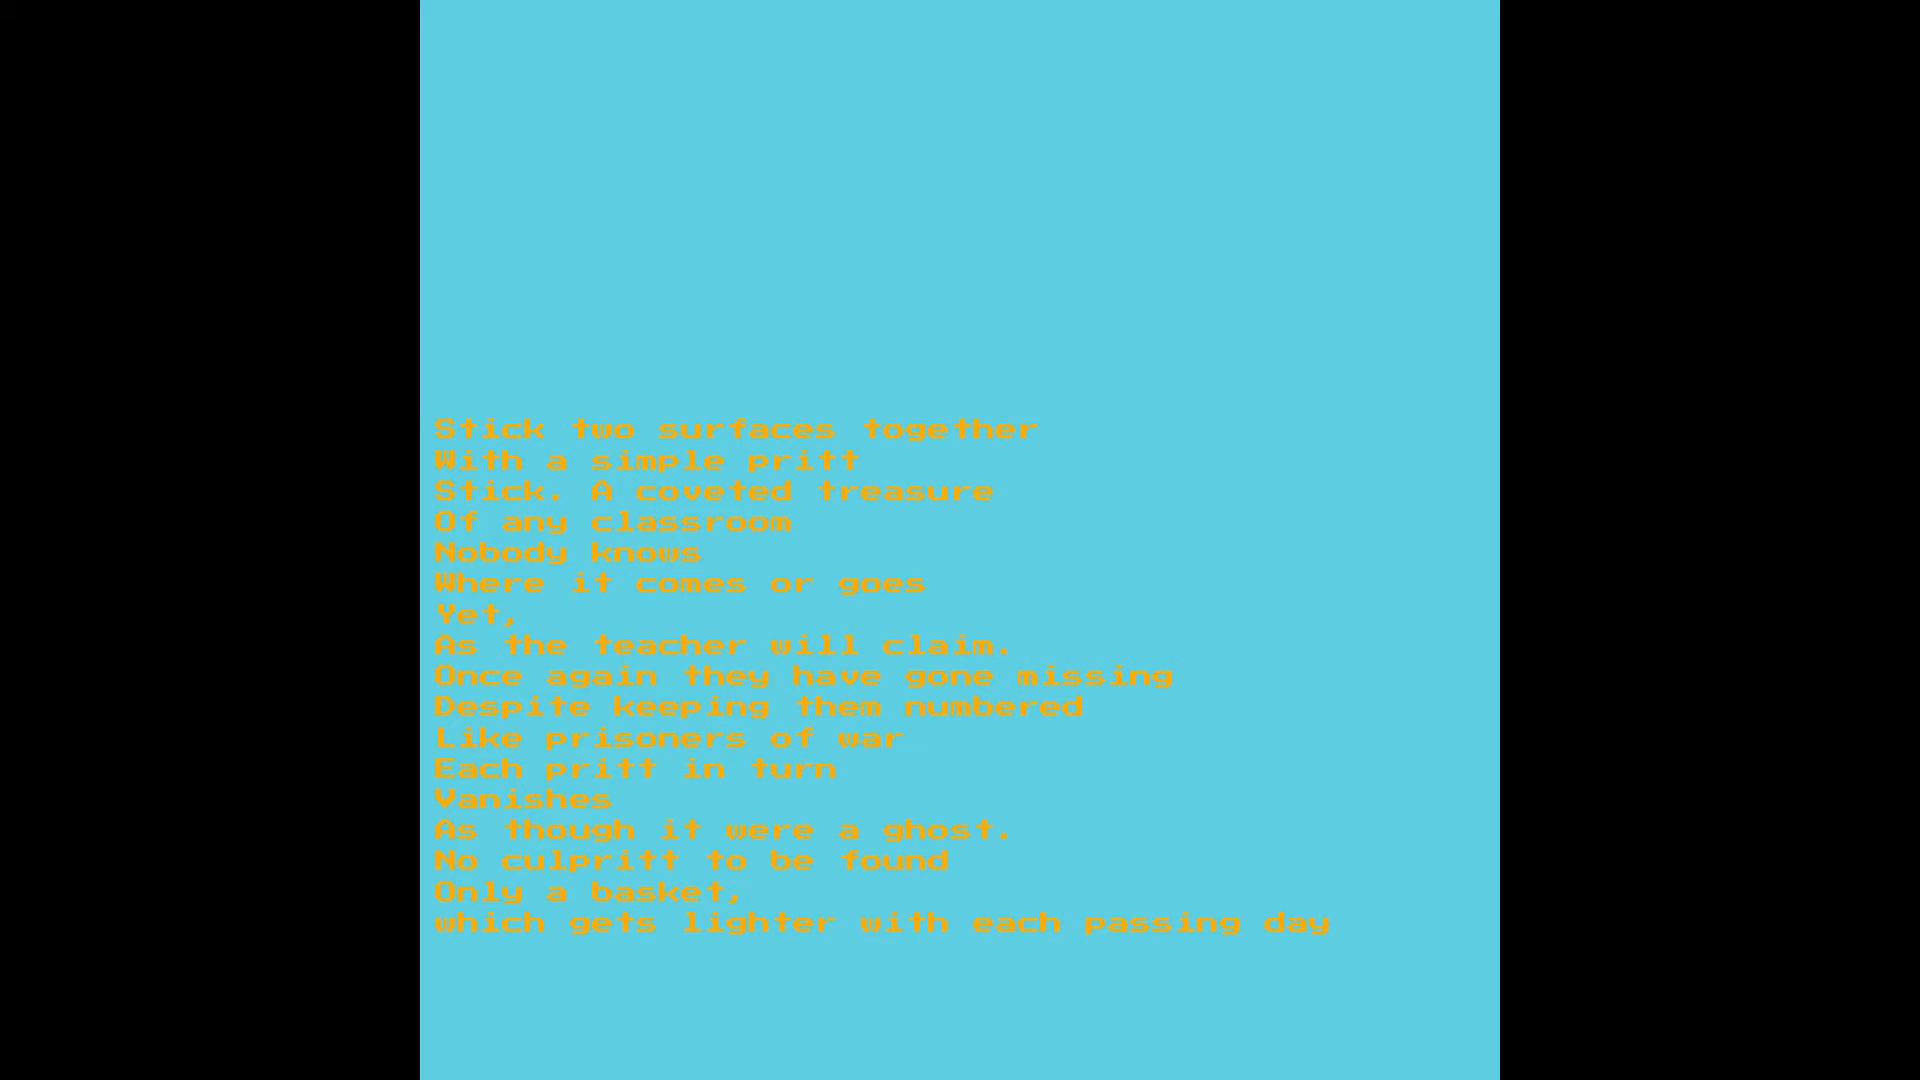 Stick two surfaces together
With a simple pritt
Stick. A coveted treasure
Of any classroom
Nobody knows
Where it comes or goes
Yet,
As the teacher will claim.
Once again they have gone missing
Despite keeping them numbered
Like prisoners of war
Each pritt in turn
Vanishes
As though it were a ghost.
No culpritt to be found
Only a basket,
which gets lighter with each passing day